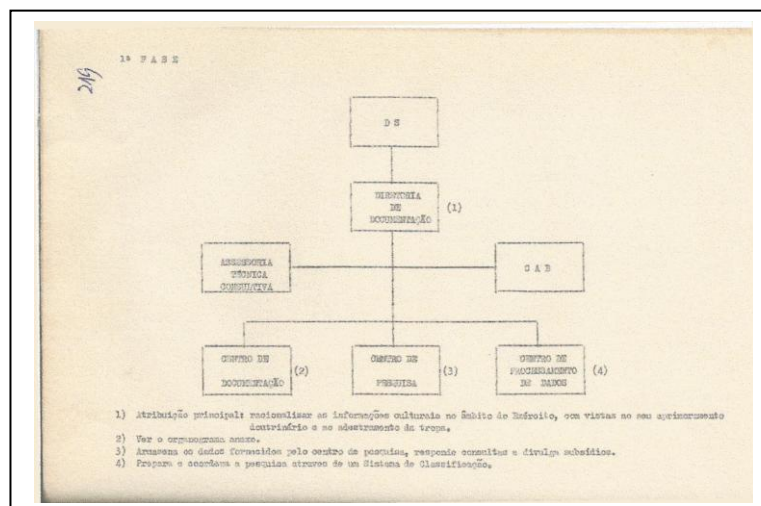 1ª FASE
219
D S
DIRETORIA
DE
DOCUMENTAÇÃO
(1)
ASSESSORIA
TÉCNICA
CONSULTIVA
G A B
CENTRO DE
DOCUMENTAÇÃO
(2)
CENTRO DE
PESQUISA
(3)
CENTRO DE
PROCESSAMENTO
DE DADOS
(4)
1) Atribuição principal: racionalizar as informações culturais no âmbito do Exército, com vistas ao seu aprimoramento
doutrinário e ao adestramento da tropa.
2) Ver o organograma anexo.
3) Armazena os dados fornecidos pelo centro de pesquisa, responde consultas e divulga subsídios.
4) Prepara e coordena a pesquisa através de um Sistema de Classificação.